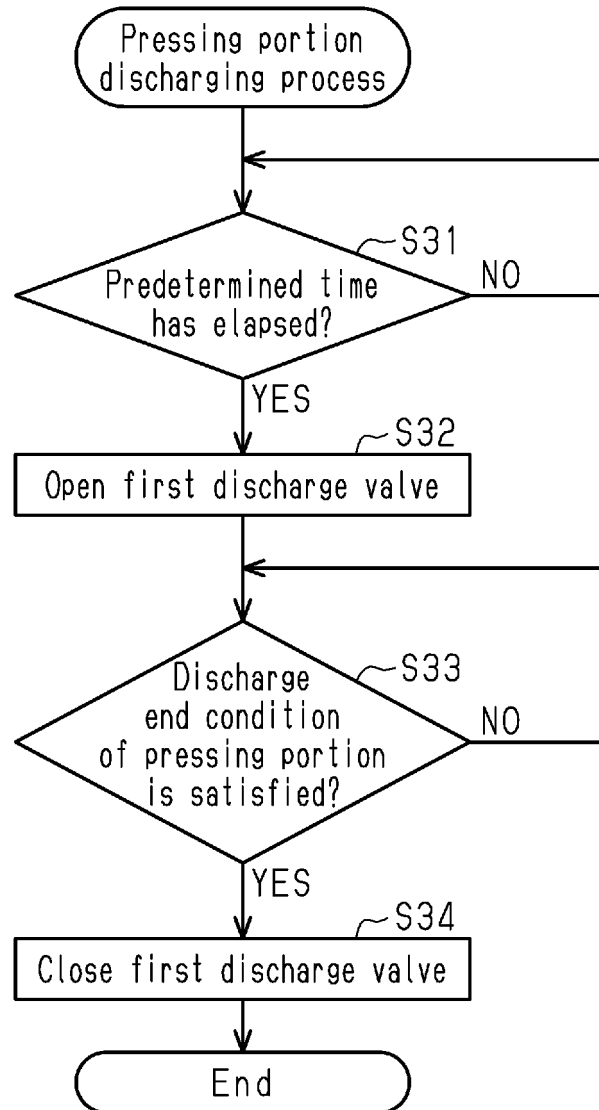 Pressing portion
discharging process
S31
Predetermined time
has elapsed?
NO
YES
S32
Open first discharge valve
S33
Discharge
end condition
of pressing portion
is satisfied?
NO
YES
S34
Close first discharge valve
End